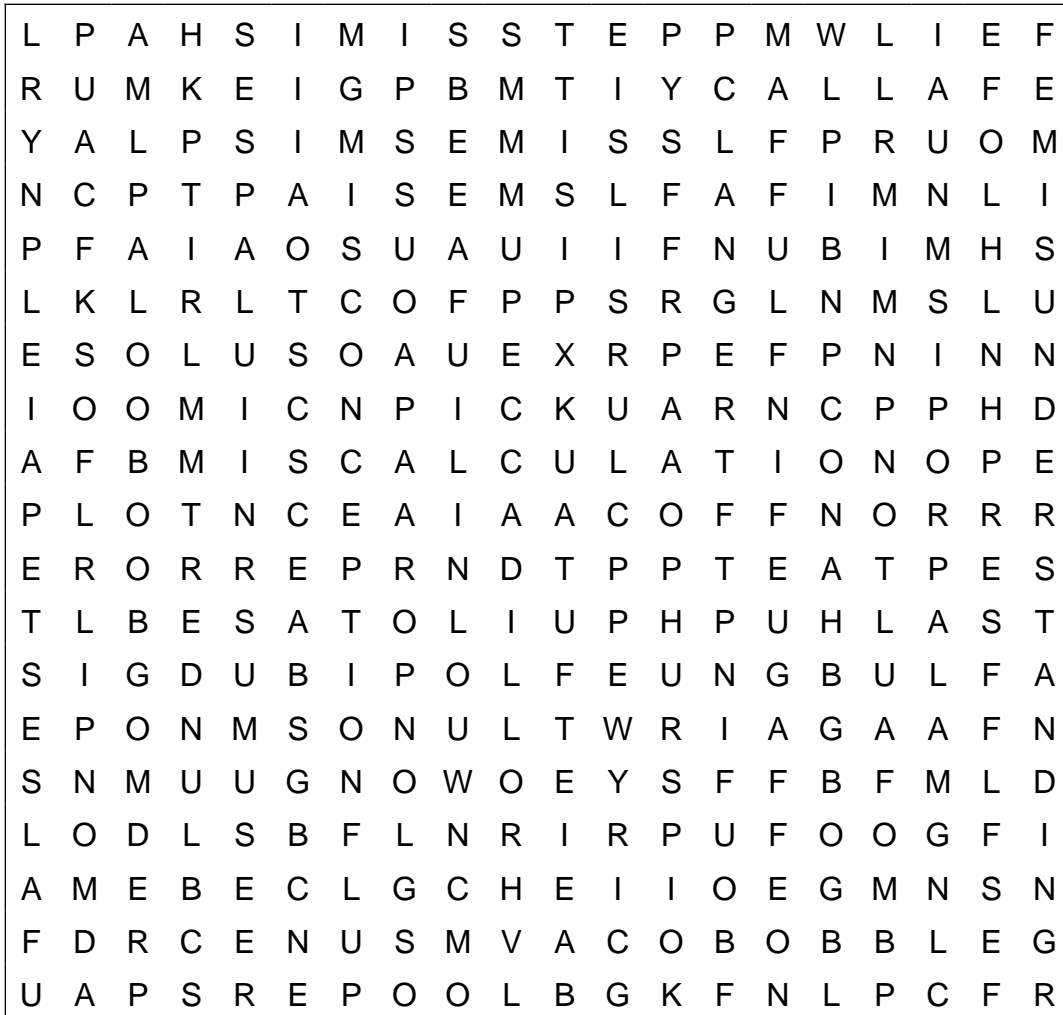 L P A H S I M I S S T E P P M W L I E F
R U M K E I G P B M T I Y C A L L A F E
Y A L P S I M S E M I S S L F P R U O M
N C P T P A I S E M S L F A F I M N L I
P F A I A O S U A U I I F N U B I M H S
L K L R L T C O F P P S R G L N M S L U
E S O L U S O A U E X R P E F P N I N N
I O O M I C N P I C K U A R N C P P H D
A F B M I S C A L C U L A T I O N O P E
P L O T N C E A I A A C O F F N O R R R
E R O R R E P R N D T P P T E A T P E S
T L B E S A T O L I U P H P U H L A S T
S I G D U B I P O L F E U N G B U L F A
E P O N M S O N U L T W R I A G A A F N
S N M U U G N O W O E Y S F F B F M L D
L O D L S B F L N R I R P U F O O G F I
A M E B E C L G C H E I I O E G M N S N
F D R C E N U S M V A C O B O B B L E G
U A P S R E P O O L B G K F N L P C F R